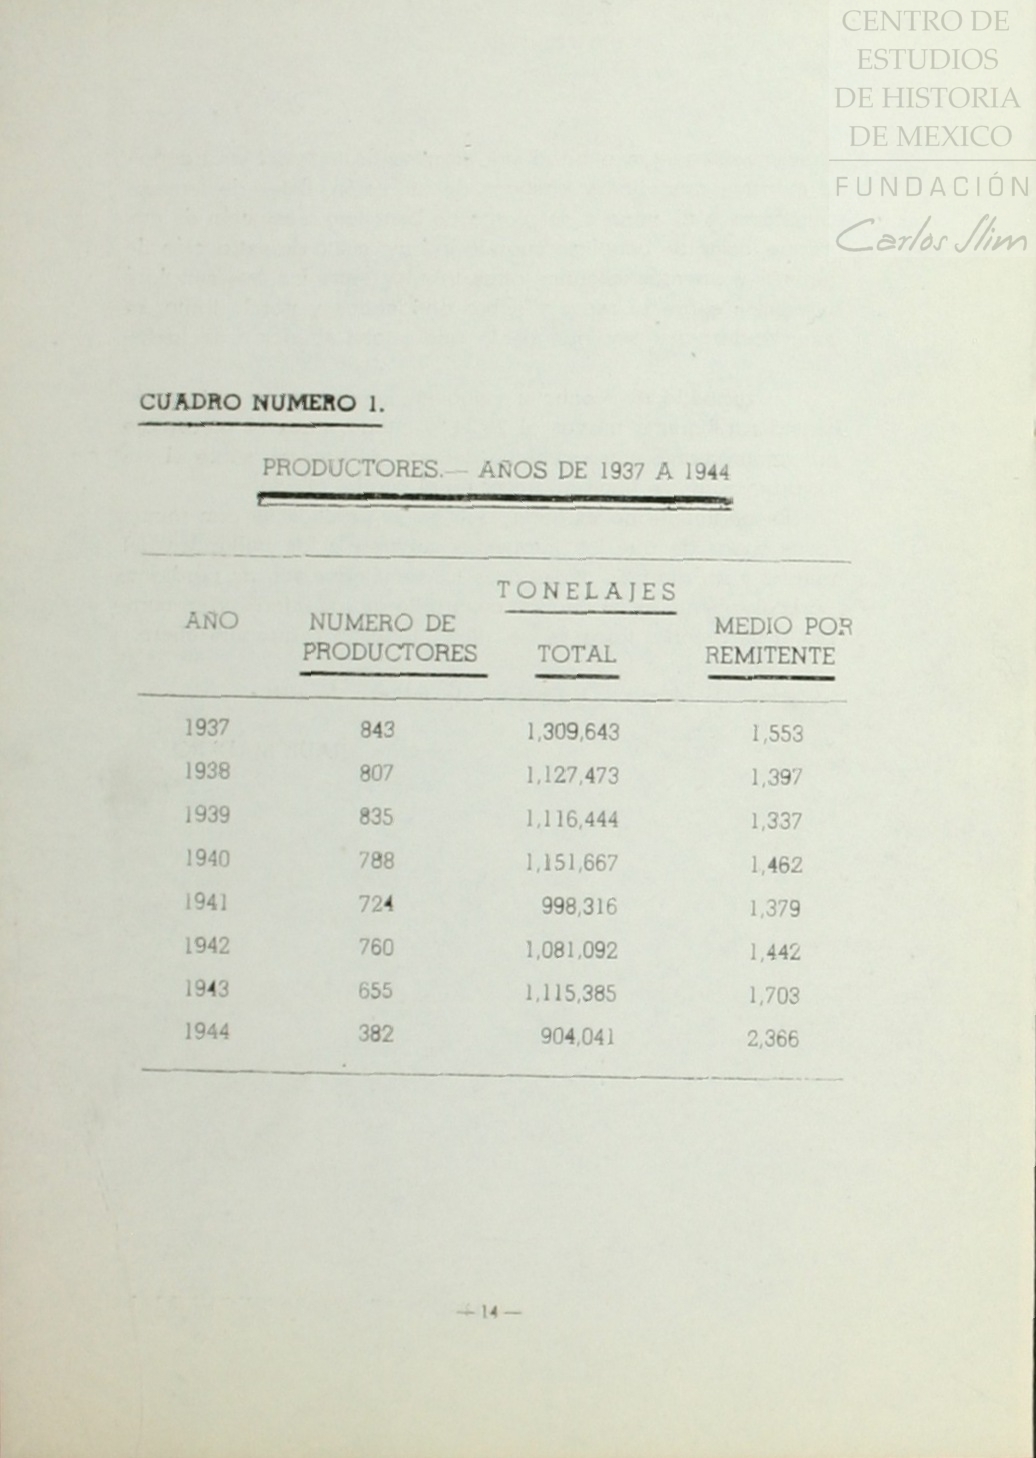 CENTRO DE
ESTUDIOS
DE HISTORIA
DE MEXICO
FUNDACIÓN
Carlos Slim
CUADRO NUMERO 1.
PRODUCTORES.— AÑOS DE 1937 A 1944
TONELAJES
AÑO NUMERO DE MEDIO POR
PRODUCTORES TOTAL REMITENTE
1937 843 1,309,643 1,553
1938 807 1,127,473 1,397
1939 835 1,116,444 1,337
1940 788 1,151,667 1,462
1941 724 998,316 1,379
1942 760 1,081,092 1,442
1943 655 1,115,385 1,703
1944 382 904,041 2,366
— 14 —